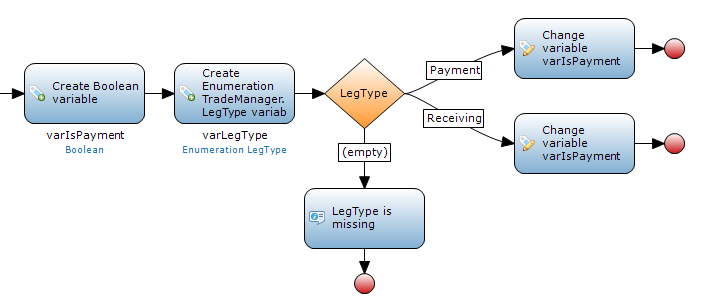 Create Boolean
variable
varIsPayment
Boolean
Create
Enumeration
TradeManager.
LegType variab
varLegType
Enumeration LegType
LegType
Payment
Change
variable
varIsPayment
Receiving
Change
variable
varIsPayment
(empty)
LegType is
missing